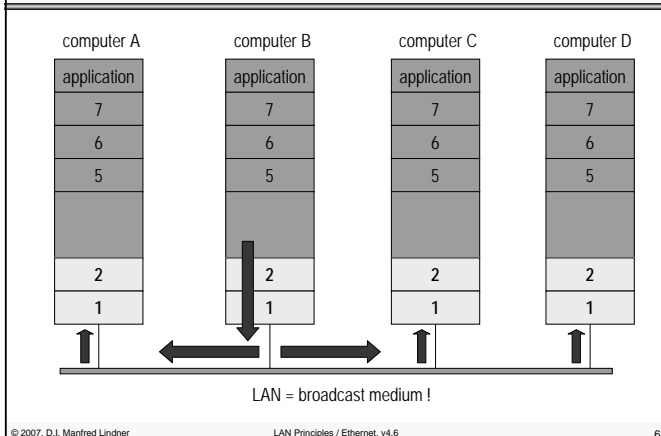 computer A computer B computer C computer D
application application application application
7 7 7 7
6 6 6 6
5 5 5 5
2 2 2 2
1 1 1 1
LAN = broadcast medium !
© 2007, D.I. Manfred Lindner LAN Principles / Ethernet, v4.6 6